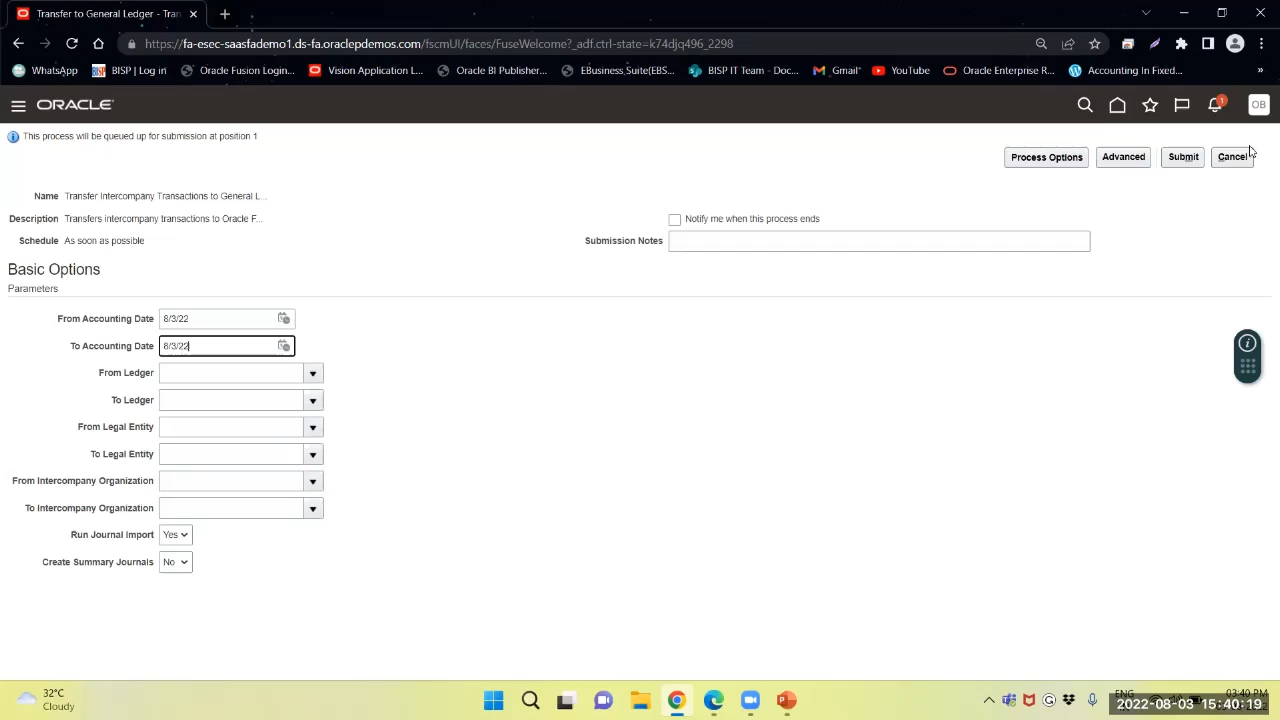 Transfer to General Ledger - Tran
https://fa-esec-saasfademo1.ds-fa.oraclepdemos.com/fscmUI/faces/FuseWelcome?_adf.ctrl-state=k74djq496_2298
WhatsApp BISP | Log in Oracle Fusion Login... Vision Application L... Oracle BI Publisher... EBusiness Suite(EBS... BISP IT Team - Doc... Gmail YouTube Oracle Enterprise R... Accounting In Fixed... »
ORACLE 1 OB
This process will be queued up for submission at position 1
Process Options Advanced Submit Cancel
Name Transfer Intercompany Transactions to General L...
Description Transfers intercompany transactions to Oracle F... Notify me when this process ends
Schedule As soon as possible Submission Notes
Basic Options
Parameters
From Accounting Date 8/3/22
To Accounting Date 8/3/22
From Ledger
To Ledger
From Legal Entity
To Legal Entity
From Intercompany Organization
To Intercompany Organization
Run Journal Import Yes
Create Summary Journals No
32°C
Cloudy
ENG 03:40 PM
2022-08-03 15:40:19